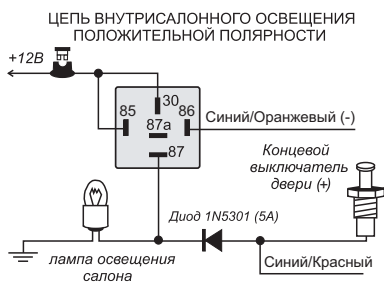 ЦЕПЬ ВНУТРИСАЛОННОГО ОСВЕЩЕНИЯ
ПОЛОЖИТЕЛЬНОЙ ПОЛЯРНОСТИ
+12В
30
85
87а
86
87
Синий/Оранжевый (-)
Концевой
выключатель
двери (+)
Диод 1N5301 (5А)
лампа освещения
салона
Синий/Красный